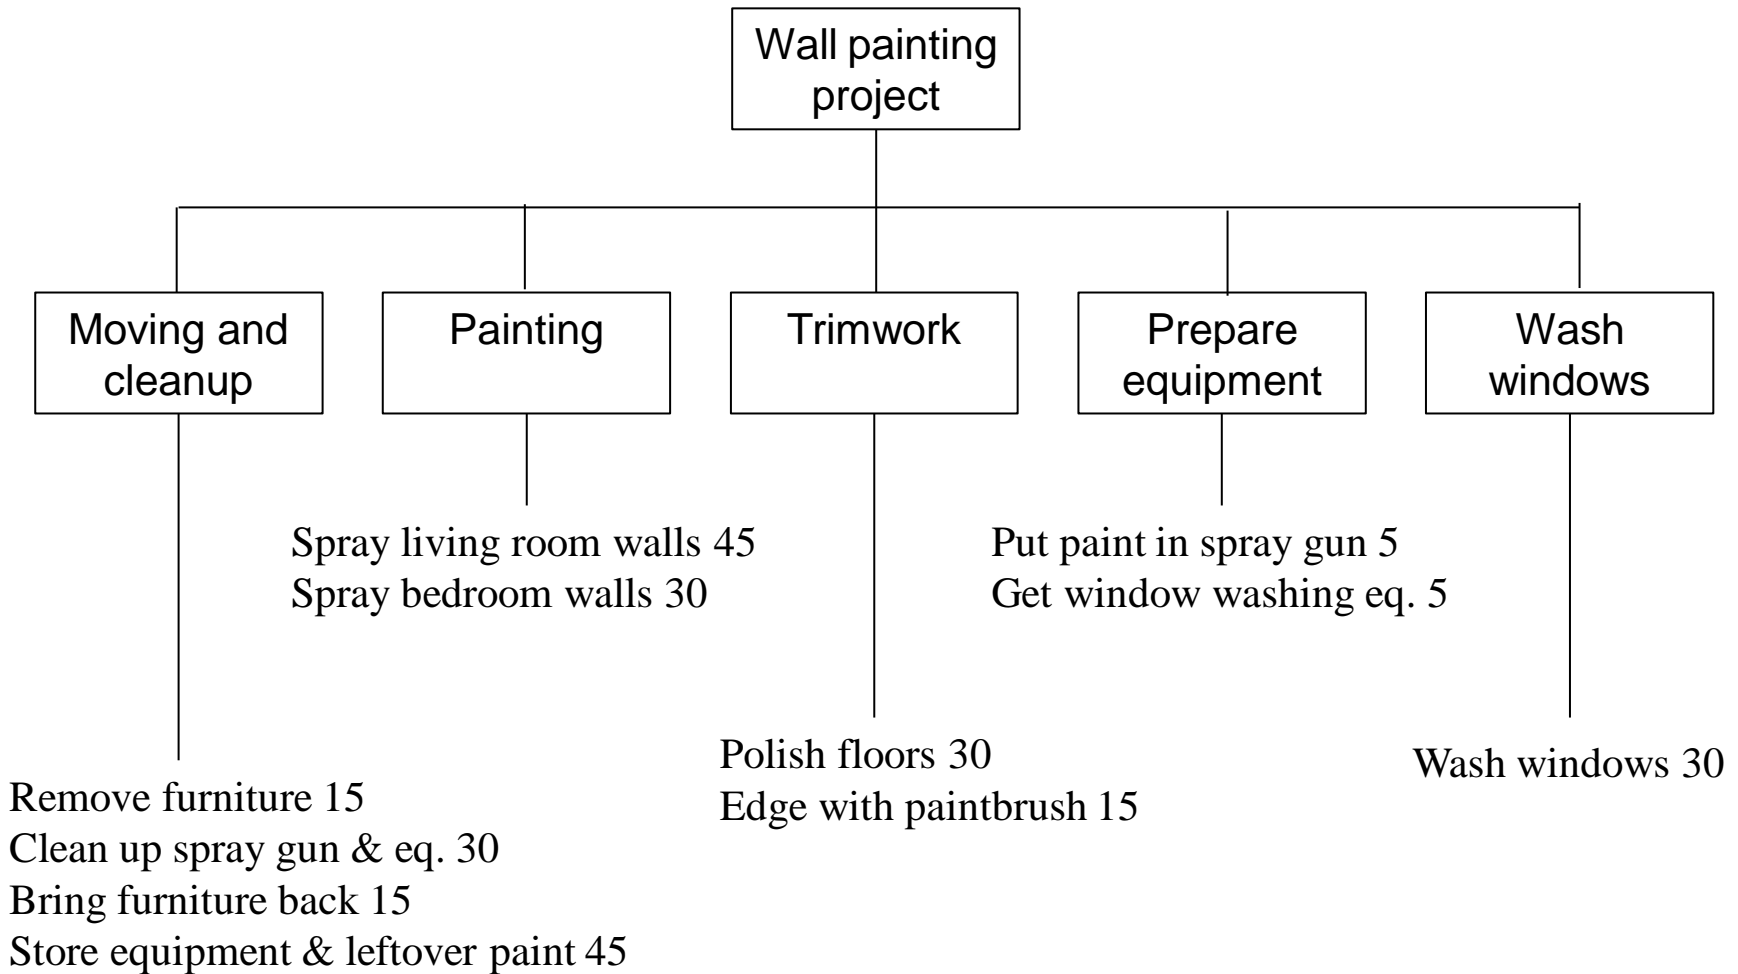 Wall painting
project
Moving and
cleanup
Painting
Trimwork
Prepare
equipment
Wash
windows
Spray living room walls 45
Spray bedroom walls 30
Put paint in spray gun 5
Get window washing eq. 5
Polish floors 30
Edge with paintbrush 15
Wash windows 30
Remove furniture 15
Clean up spray gun & eq. 30
Bring furniture back 15
Store equipment & leftover paint 45